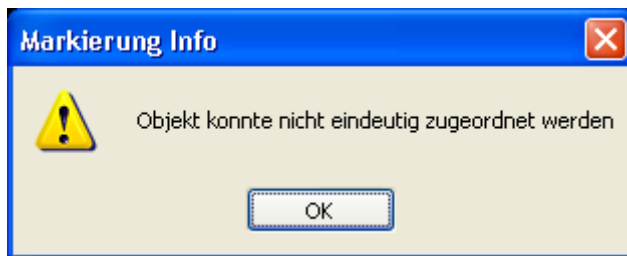 Markierung Info
Objekt konnte nicht eindeutig zugeordnet werden
OK